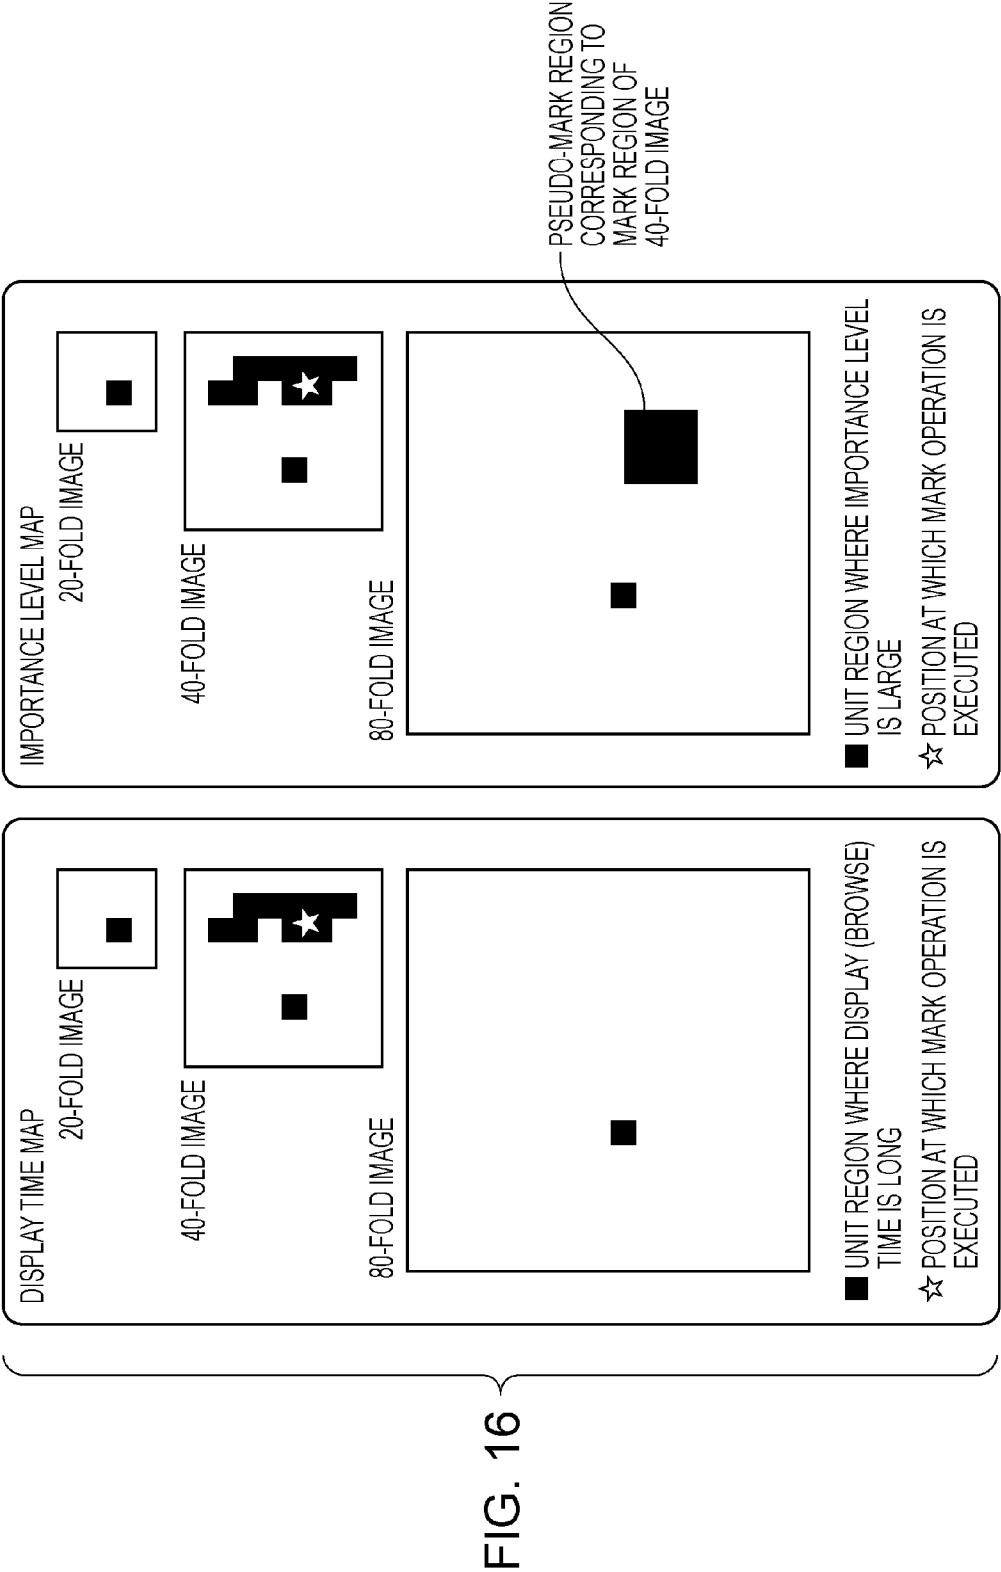 FIG. 16
DISPLAY TIME MAP
20-FOLD IMAGE
40-FOLD IMAGE
80-FOLD IMAGE
UNIT REGION WHERE DISPLAY (BROWSE)
TIME IS LONG
POSITION AT WHICH MARK OPERATION IS
EXECUTED
IMPORTANCE LEVEL MAP
20-FOLD IMAGE
40-FOLD IMAGE
80-FOLD IMAGE
UNIT REGION WHERE IMPORTANCE LEVEL
IS LARGE
POSITION AT WHICH MARK OPERATION IS
EXECUTED
PSEUDO-MARK REGION
CORRESPONDING TO
MARK REGION OF
40-FOLD IMAGE